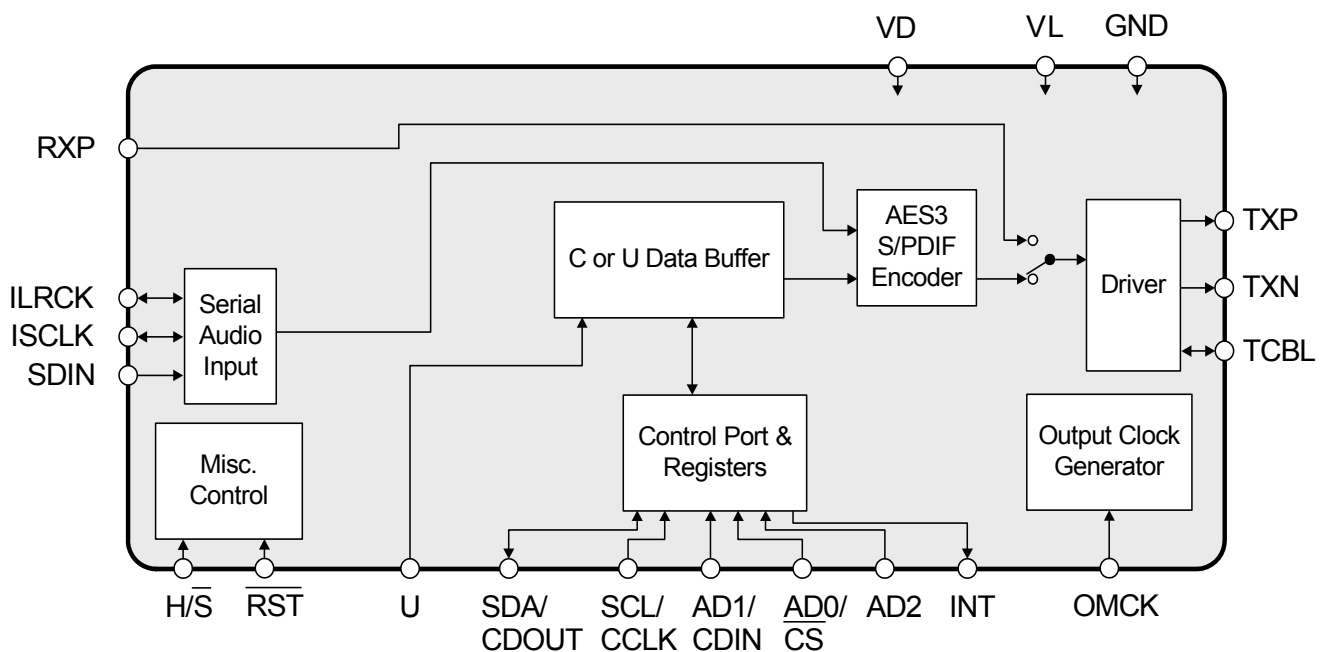 VD
VL
GND
RXP
AES3
S/PDIF
Encoder
TXP
C or U Data Buffer
Driver
TXN
ILRCK
Serial
Audio
Input
ISCLK
TCBL
SDIN
Control Port &
Registers
Output Clock
Generator
Misc.
Control
H/S̅
R̅S̅T̅
U
SDA/
CDOUT
SCL/
CCLK
AD1/
CDIN
AD0/
C̅S̅
AD2
INT
OMCK